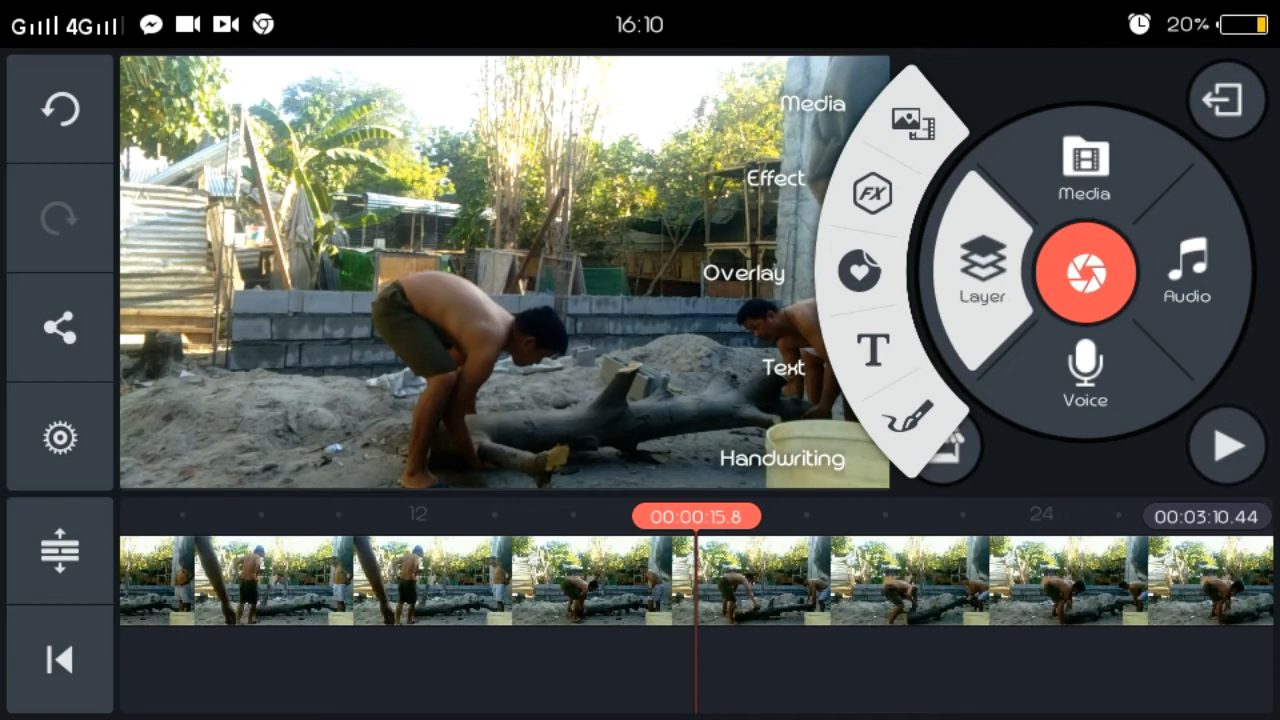 G 4G 16:10 20%
Media
Effect
Overlay
Text
Handwriting
FX
T
Media
Layer
Audio
Voice
12 00:00:15.8 24 00:03:10.44